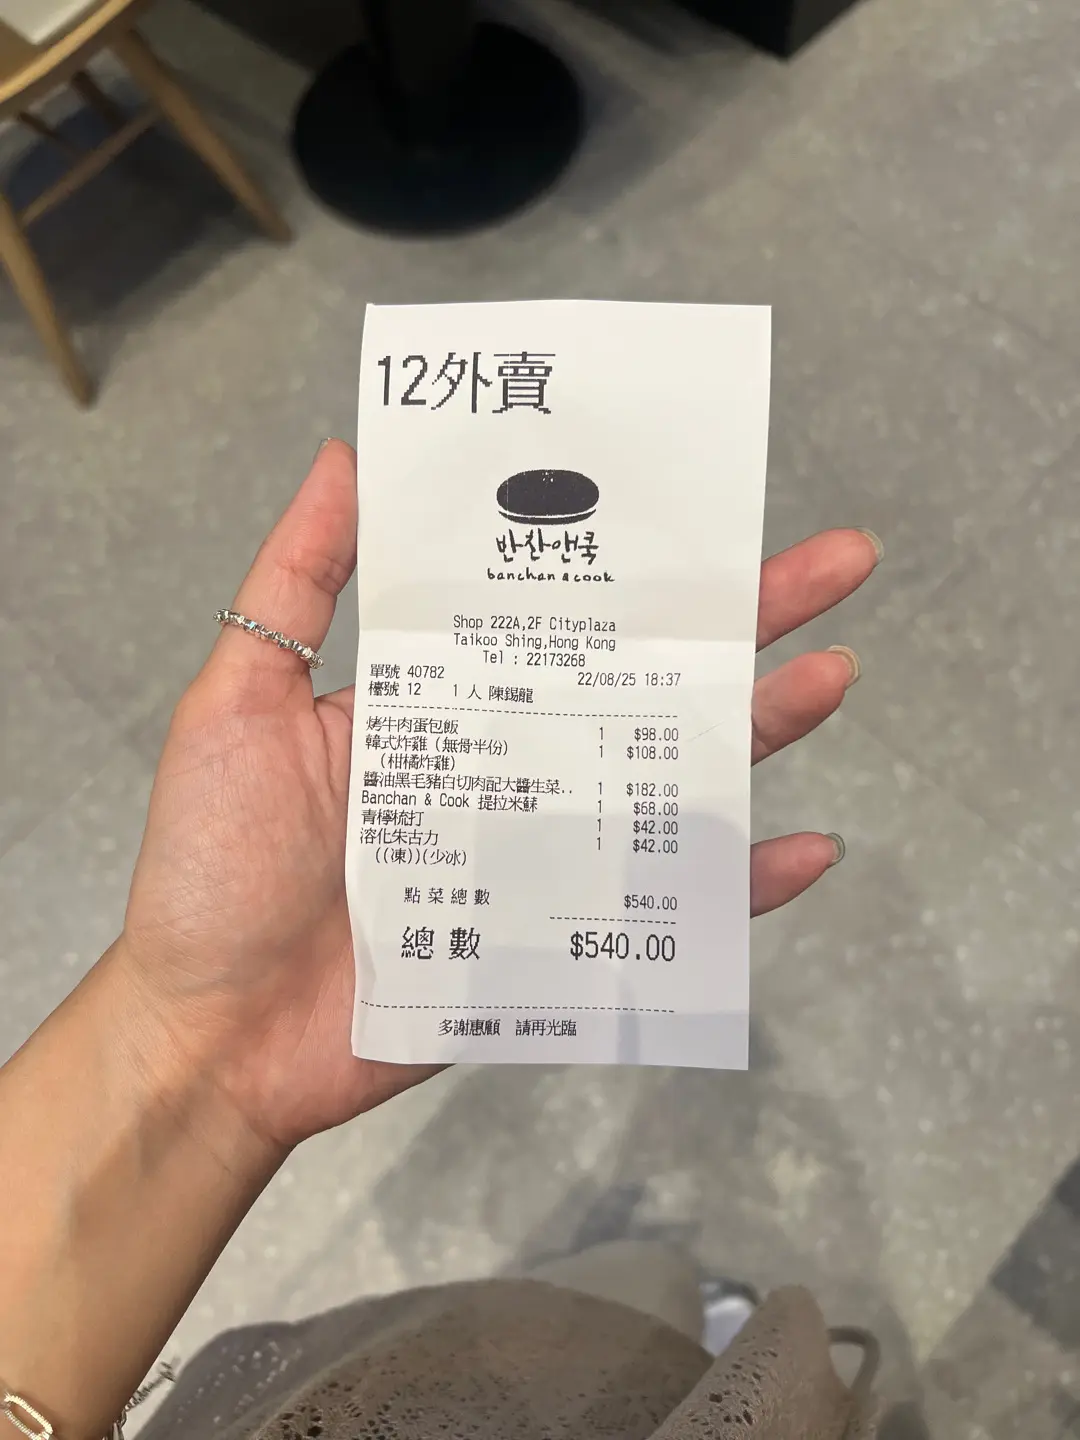 12外賣
반찬앤쿡
banchan & cook
Shop 222A,2F Cityplaza
Taikoo Shing,Hong Kong
Tel : 22173268
單號 40782 22/08/25 18:37
檯號 12 1 人 陳錫龍
烤牛肉蛋包飯 1 $98.00
韓式炸雞 (無骨半份) 1 $108.00
(柑橘炸雞)
醬油黑毛豬白切肉配大醬生菜.. 1 $182.00
Banchan & Cook 提拉米蘇 1 $68.00
青檸梳打 1 $42.00
溶化朱古力 1 $42.00
((凍))(少冰)
點菜總數 $540.00
總數 $540.00
多謝惠顧 請再光臨